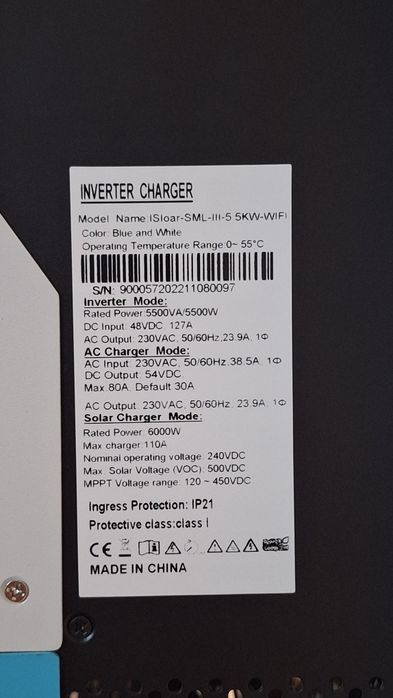 INVERTER CHARGER
Model Name:ISloar-SML-III-5.5KW-WIFI
Color: Blue and White
Operating Temperature Range:0~ 55°C
S/N: 900057202211080097
Inverter Mode:
Rated Power:5500VA/5500W
DC Input: 48VDC, 127A
AC Output: 230VAC, 50/60Hz,23.9A, 1Φ
AC Charger Mode:
AC Input: 230VAC, 50/60Hz,38.5A, 1Φ
DC Output: 54VDC,
Max.80A, Default 30A
AC Output: 230VAC, 50/60Hz, 23.9A, 1Φ
Solar Charger Mode:
Rated Power: 6000W
Max charger:110A
Nominal operating voltage: 240VDC
Max. Solar Voltage (VOC): 500VDC
MPPT Voltage range: 120 ~ 450VDC
Ingress Protection: IP21
Protective class:class I
CE
MADE IN CHINA